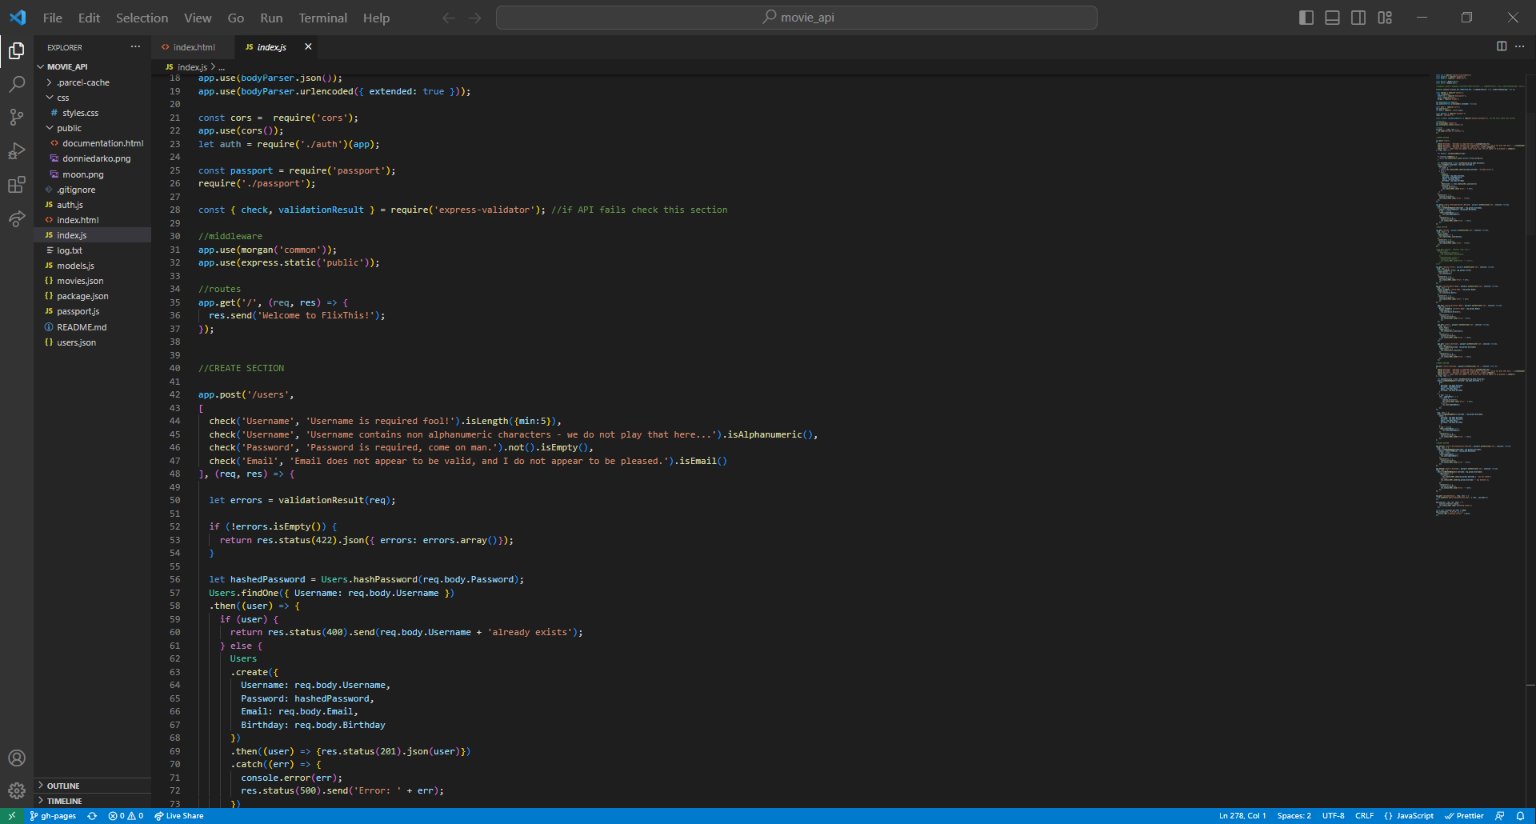 File Edit Selection View Go Run Terminal Help
movie_api
EXPLORER
MOVIE_API
.parcel-cache
css
# styles.css
public
<> documentation.html
donniedarko.png
moon.png
.gitignore
JS auth.js
<> index.html
JS index.js
log.txt
JS models.js
{} movies.json
{} package.json
JS passport.js
README.md
{} users.json
OUTLINE
TIMELINE
<> index.html JS index.js
JS index.js > ...
18 app.use(bodyParser.json());
19 app.use(bodyParser.urlencoded({ extended: true }));
20
21 const cors =  require('cors');
22 app.use(cors());
23 let auth = require('./auth')(app);
24
25 const passport = require('passport');
26 require('./passport');
27
28 const { check, validationResult } = require('express-validator'); //if API fails check this section
29
30 //middleware
31 app.use(morgan('common'));
32 app.use(express.static('public'));
33
34 //routes
35 app.get('/', (req, res) => {
36   res.send('Welcome to FlixThis!');
37 });
38
39
40 //CREATE SECTION
41
42 app.post('/users',
43 [
44   check('Username', 'Username is required fool!').isLength({min:5}),
45   check('Username', 'Username contains non alphanumeric characters - we do not play that here...').isAlphanumeric(),
46   check('Password', 'Password is required, come on man.').not().isEmpty(),
47   check('Email', 'Email does not appear to be valid, and I do not appear to be pleased.').isEmail()
48 ], (req, res) => {
49
50   let errors = validationResult(req);
51
52   if (!errors.isEmpty()) {
53     return res.status(422).json({ errors: errors.array()});
54   }
55
56   let hashedPassword = Users.hashPassword(req.body.Password);
57   Users.findOne({ Username: req.body.Username })
58   .then((user) => {
59     if (user) {
60       return res.status(400).send(req.body.Username + 'already exists');
61     } else {
62       Users
63       .create({
64         Username: req.body.Username,
65         Password: hashedPassword,
66         Email: req.body.Email,
67         Birthday: req.body.Birthday
68       })
69       .then((user) => {res.status(201).json(user)})
70       .catch((err) => {
71         console.error(err);
72         res.status(500).send('Error: ' + err);
73       })
gh-pages 0 0 Live Share Ln 278, Col 1 Spaces: 2 UTF-8 CRLF {} JavaScript Prettier